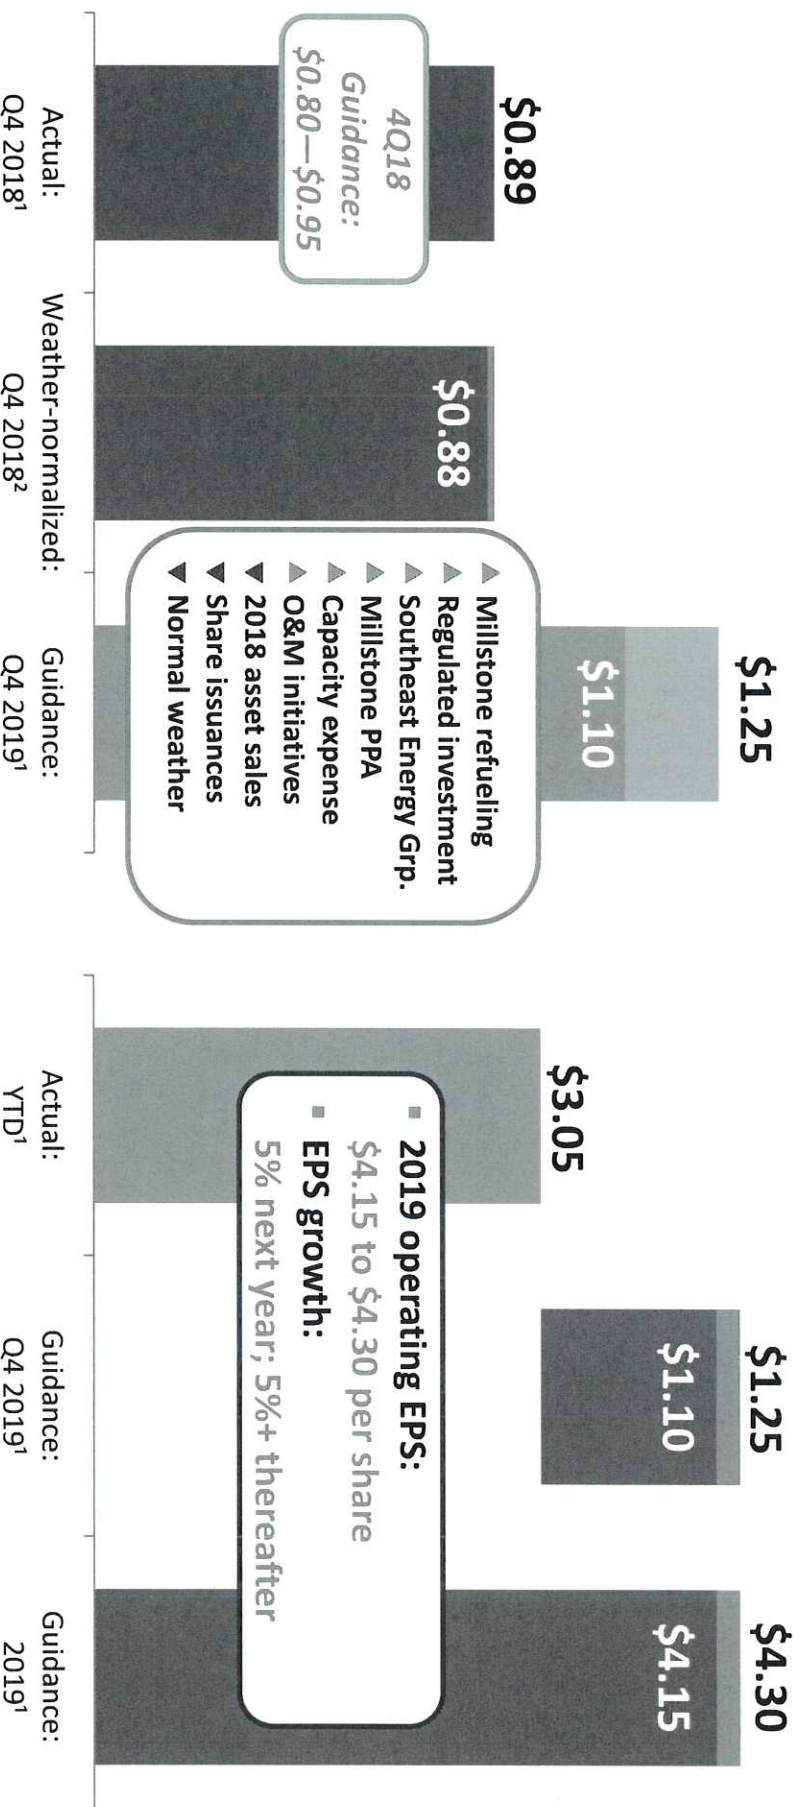 $0.89
4Q18
Guidance:
$0.80—$0.95
Actual:
Q4 2018¹
$0.88
Weather-normalized:
Q4 2018²
$1.25
$1.10
▲ Millstone refueling
▲ Regulated investment
▲ Southeast Energy Grp.
▲ Millstone PPA
▲ Capacity expense
▲ O&M initiatives
▼ 2018 asset sales
▼ Share issuances
▼ Normal weather
Guidance:
Q4 2019¹
$3.05
Actual:
YTD¹
$1.25
$1.10
Guidance:
Q4 2019¹
$4.30
$4.15
Guidance:
2019¹
▪ 2019 operating EPS:
$4.15 to $4.30 per share
▪ EPS growth:
5% next year; 5%+ thereafter